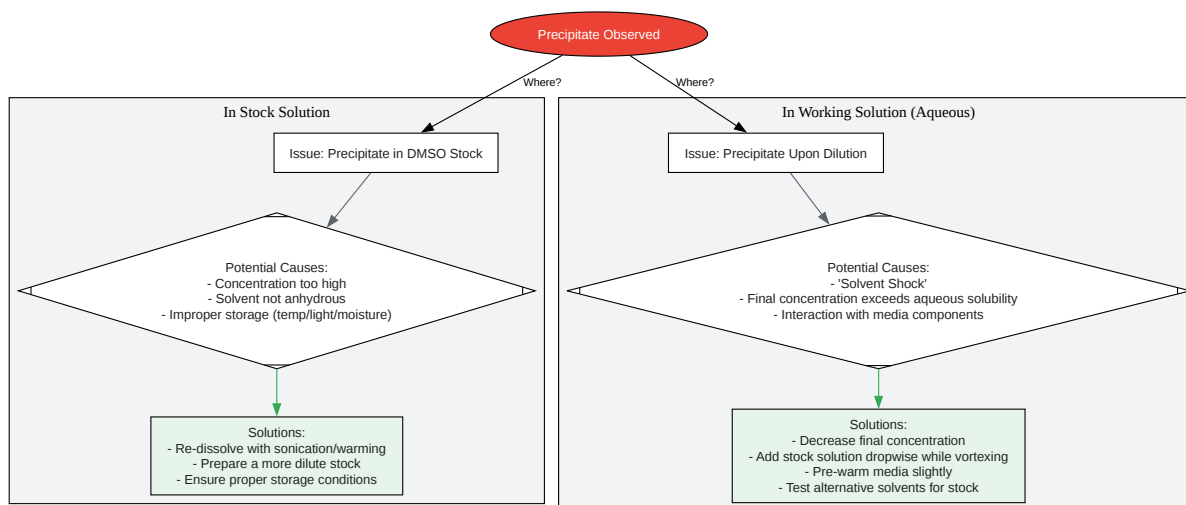 Precipitate Observed
Where?
Where?
In Stock Solution
Issue: Precipitate in DMSO Stock
Potential Causes:
- Concentration too high
- Solvent not anhydrous
- Improper storage (temp/light/moisture)
Solutions:
- Re-dissolve with sonication/warming
- Prepare a more dilute stock
- Ensure proper storage conditions
In Working Solution (Aqueous)
Issue: Precipitate Upon Dilution
Potential Causes:
- 'Solvent Shock'
- Final concentration exceeds aqueous solubility
- Interaction with media components
Solutions:
- Decrease final concentration
- Add stock solution dropwise while vortexing
- Pre-warm media slightly
- Test alternative solvents for stock